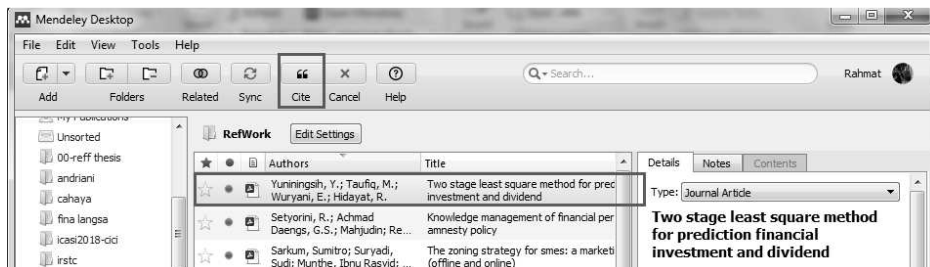 Mendeley Desktop
File Edit View Tools Help
Add Folders Related Sync Cite Cancel Help
Search...
Rahmat
My Publications
Unsorted
00-reff thesis
andriani
cahaya
fina langsa
icasi2018-cici
irstc
RefWork Edit Settings
Authors Title
Yuniningsih, Y.; Taufiq, M.; Wuryani, E.; Hidayat, R.
Two stage least square method for prec
investment and dividend
Setyorini, R.; Achmad Daengs, G.S.; Mahjudin; Re...
Knowledge management of financial per
amnesty policy
Sarkum, Sumitro; Suryadi, Sudi; Munthe, Ibnu Rasyid; ...
The zoning strategy for smes: a marketi
(offline and online)
Details Notes Contents
Type: Journal Article
Two stage least square method
for prediction financial
investment and dividend